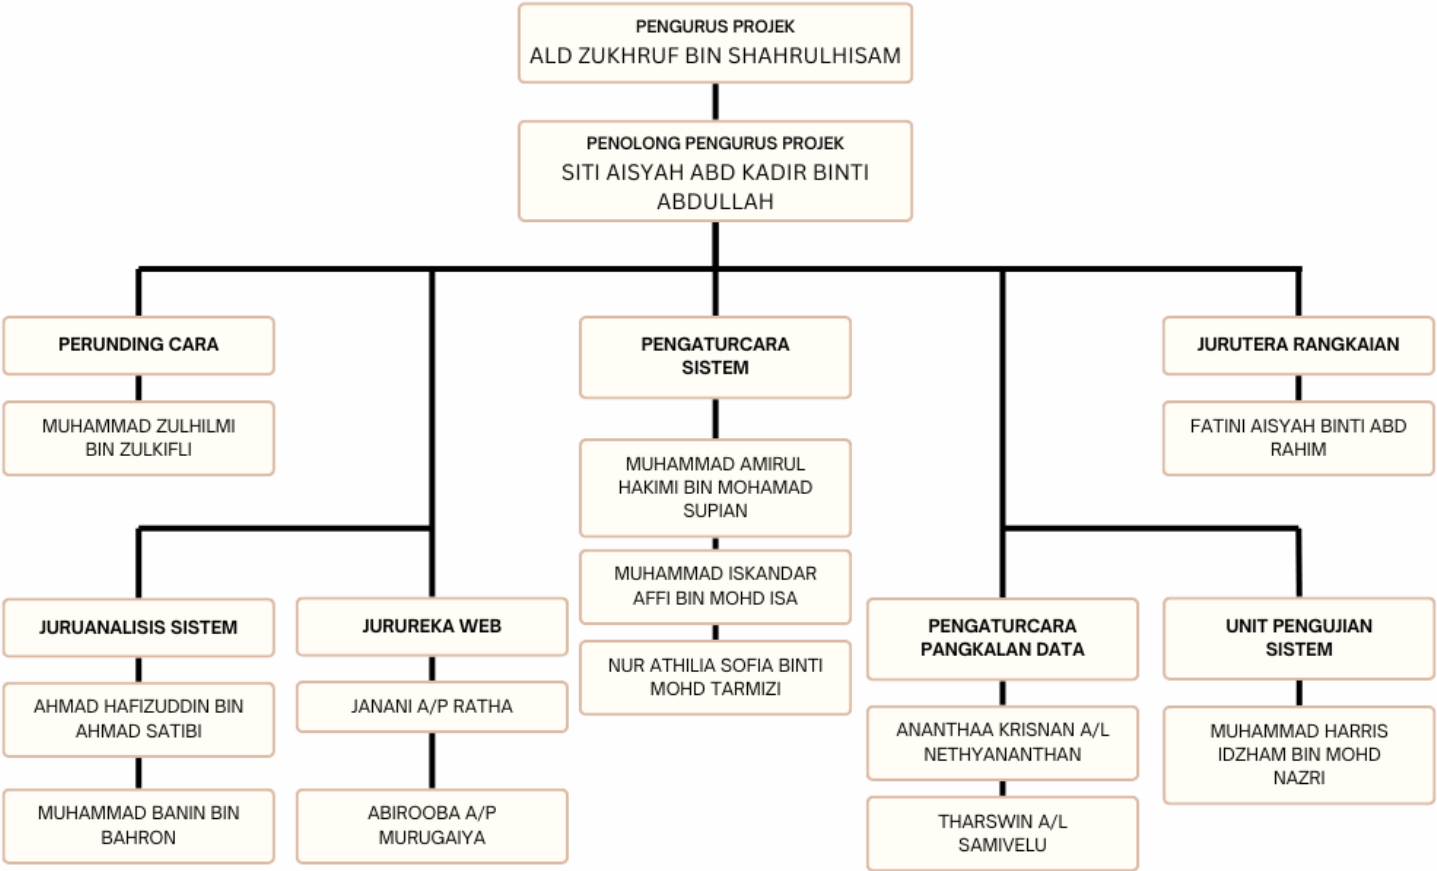 PENGURUS PROJEK
ALD ZUKHRUF BIN SHAHRULHISAM
PENOLONG PENGURUS PROJEK
SITI AISYAH ABD KADIR BINTI
ABDULLAH
PERUNDING CARA
MUHAMMAD ZULHILMI
BIN ZULKIFLI
PENGATURCARA
SISTEM
MUHAMMAD AMIRUL
HAKIMI BIN MOHAMAD
SUPIAN
MUHAMMAD ISKANDAR
AFFI BIN MOHD ISA
NUR ATHILIA SOFIA BINTI
MOHD TARMIZI
JURUTERA RANGKAIAN
FATINI AISYAH BINTI ABD
RAHIM
JURUANALISIS SISTEM
AHMAD HAFIZUDDIN BIN
AHMAD SATIBI
MUHAMMAD BANIN BIN
BAHRON
JURUREKA WEB
JANANI A/P RATHA
ABIROOBA A/P
MURUGAIYA
PENGATURCARA
PANGKALAN DATA
ANANTHAA KRISNAN A/L
NETHYANANTHAN
THARSWIN A/L
SAMIVELU
UNIT PENGUJIAN
SISTEM
MUHAMMAD HARRIS
IDZHAM BIN MOHD
NAZRI